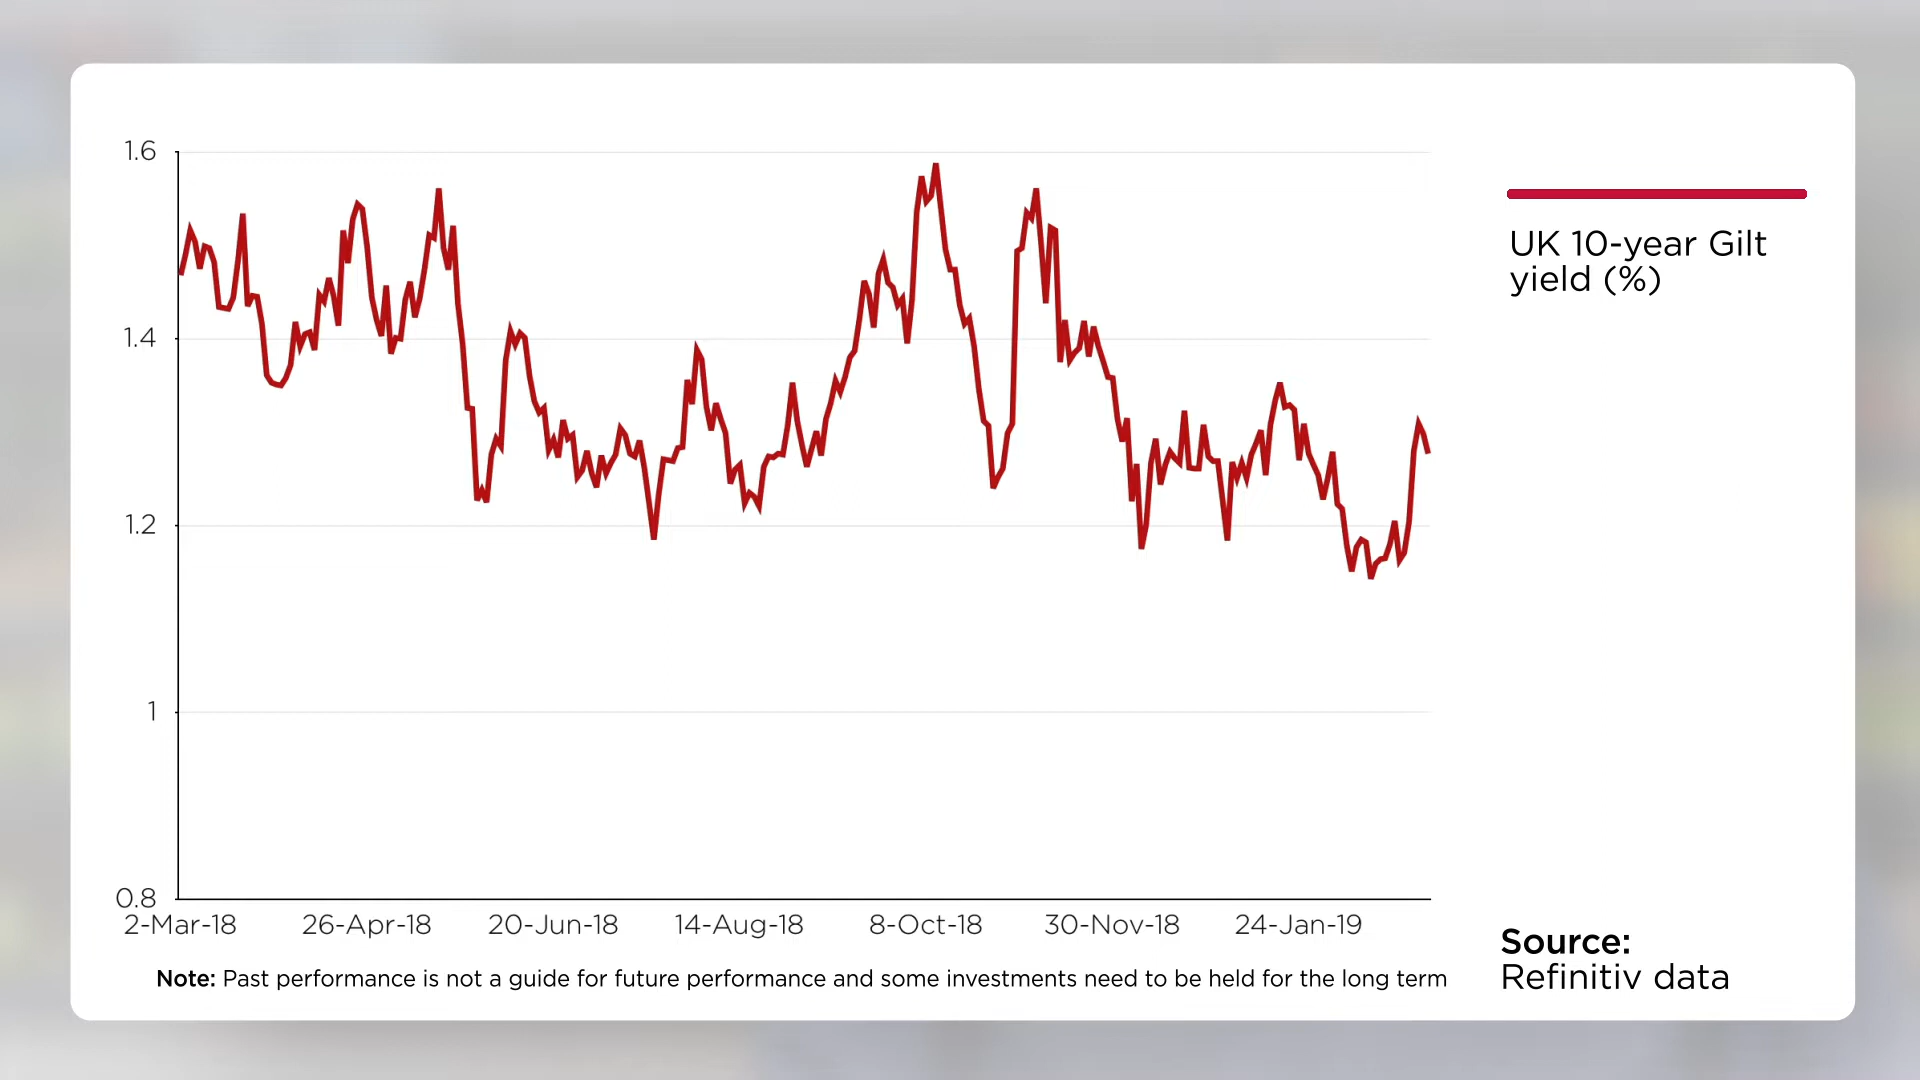 1.6
1.4
1.2
1
0.8
2-Mar-18
26-Apr-18
20-Jun-18
14-Aug-18
8-Oct-18
30-Nov-18
24-Jan-19
Note: Past performance is not a guide for future performance and some investments need to be held for the long term
UK 10-year Gilt
yield (%)
Source:
Refinitiv data